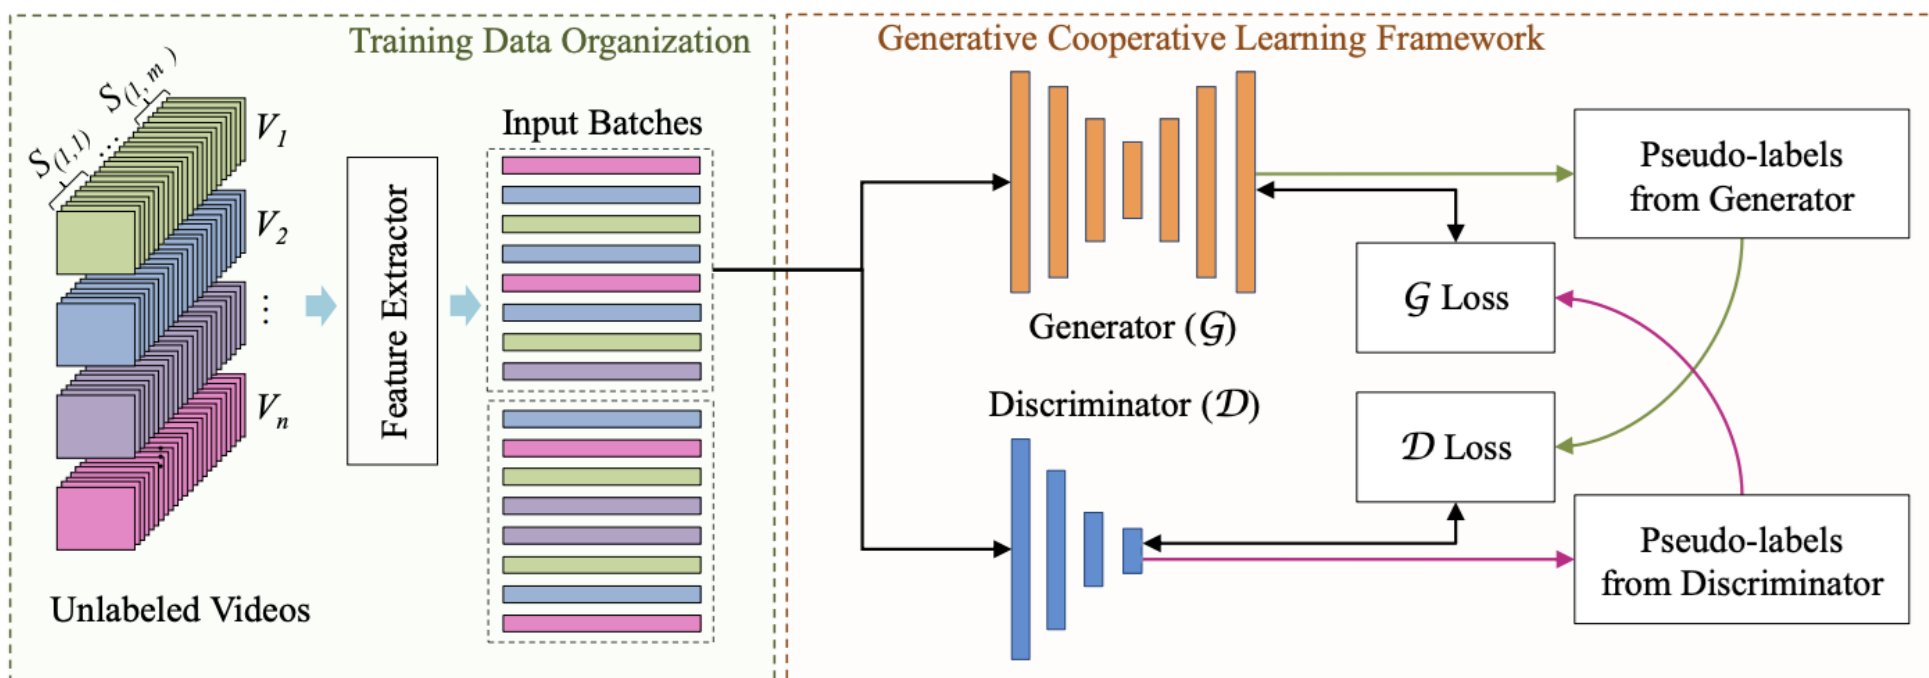 Training Data Organization
S(1,1) ... S(1, m)
V1
V2
⋮
Vn
Unlabeled Videos
Feature Extractor
Input Batches
Generative Cooperative Learning Framework
Generator (𝒢)
Discriminator (𝒟)
𝒢 Loss
𝒟 Loss
Pseudo-labels
from Generator
Pseudo-labels
from Discriminator